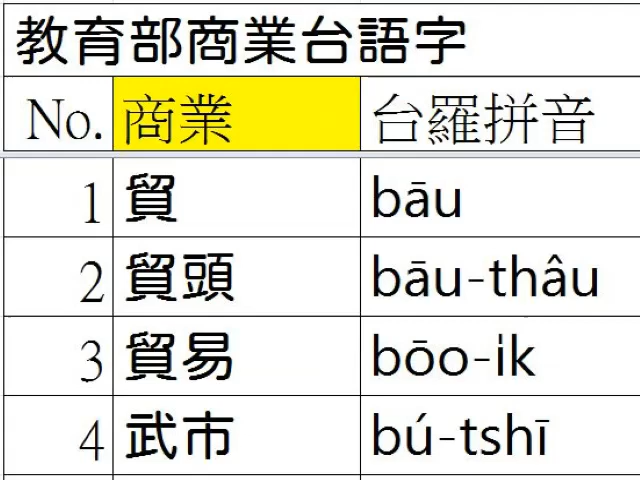 教育部商業台語字
No. 商業 台羅拼音
1 貿 bāu
2 貿頭 bāu-thâu
3 貿易 bōo-i̍k
4 武市 bú-tshī